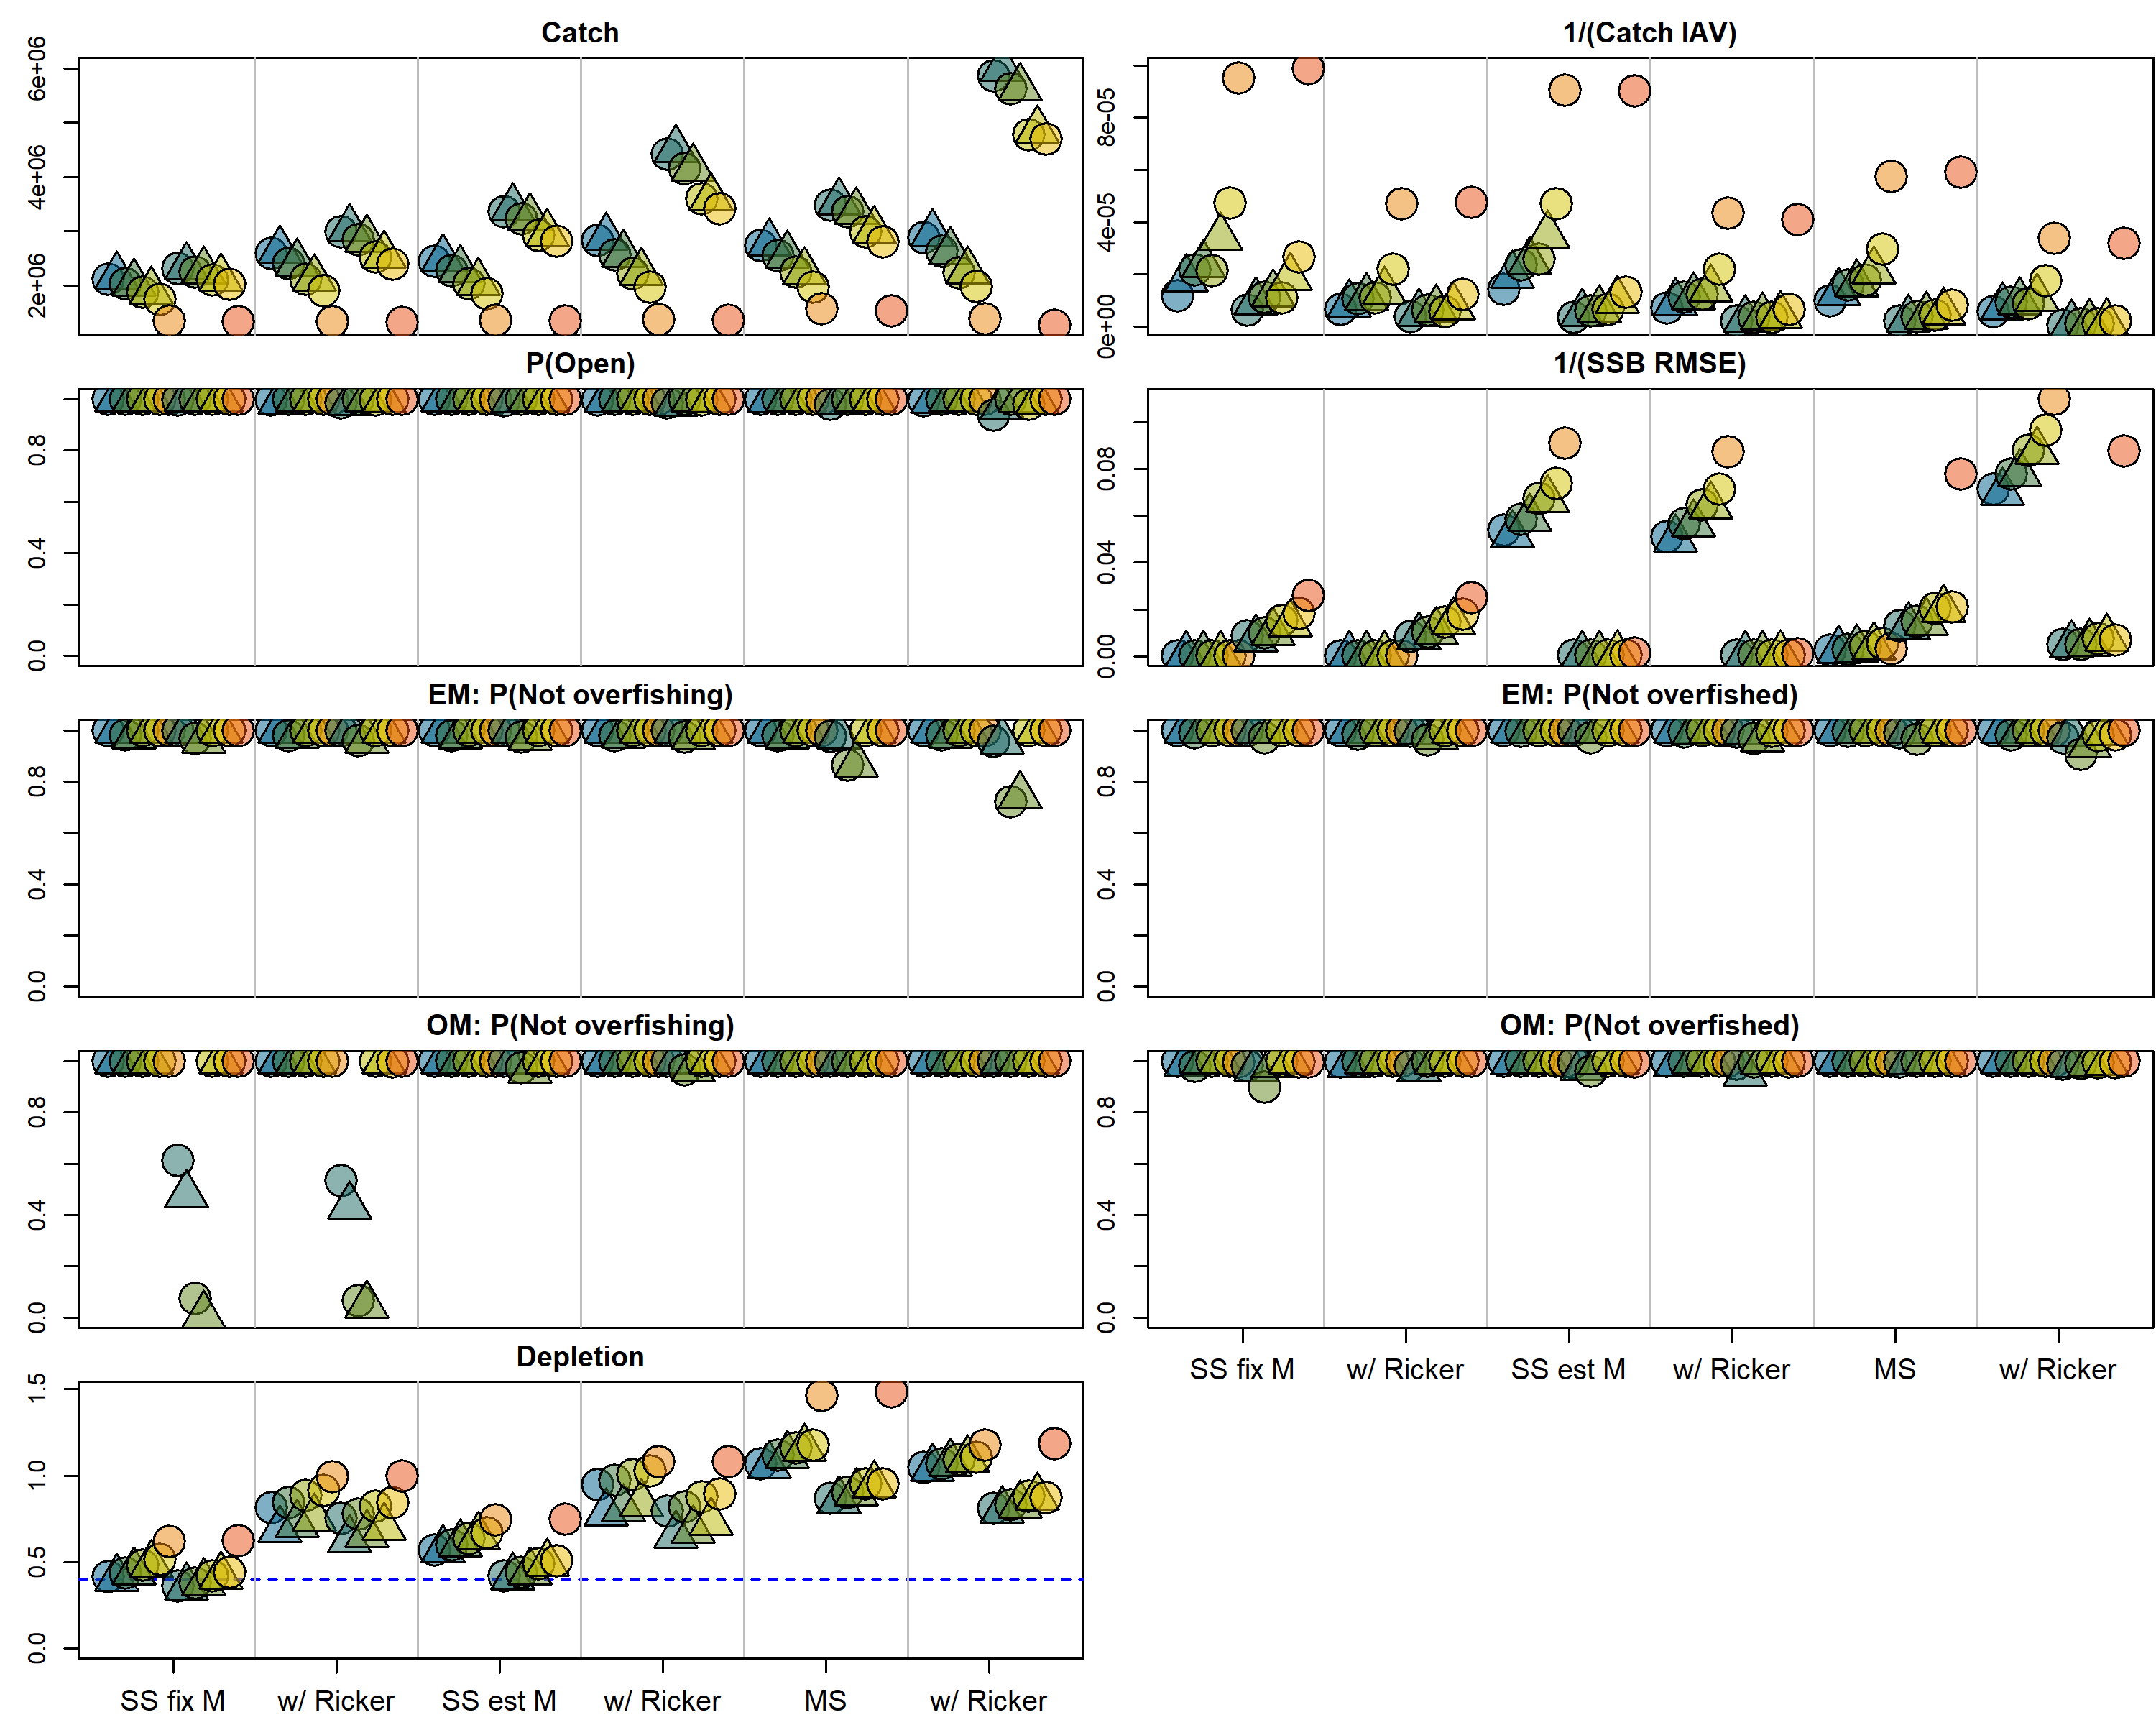 Catch
6e+06
4e+06
2e+06
1/(Catch IAV)
8e-05
4e-05
0e+00
P(Open)
0.8
0.4
0.0
1/(SSB RMSE)
0.08
0.04
0.00
EM: P(Not overfishing)
0.8
0.4
0.0
EM: P(Not overfished)
0.8
0.4
0.0
OM: P(Not overfishing)
0.8
0.4
0.0
OM: P(Not overfished)
0.8
0.4
0.0
SS fix M w/ Ricker SS est M w/ Ricker MS w/ Ricker
Depletion
1.5
1.0
0.5
0.0
SS fix M w/ Ricker SS est M w/ Ricker MS w/ Ricker